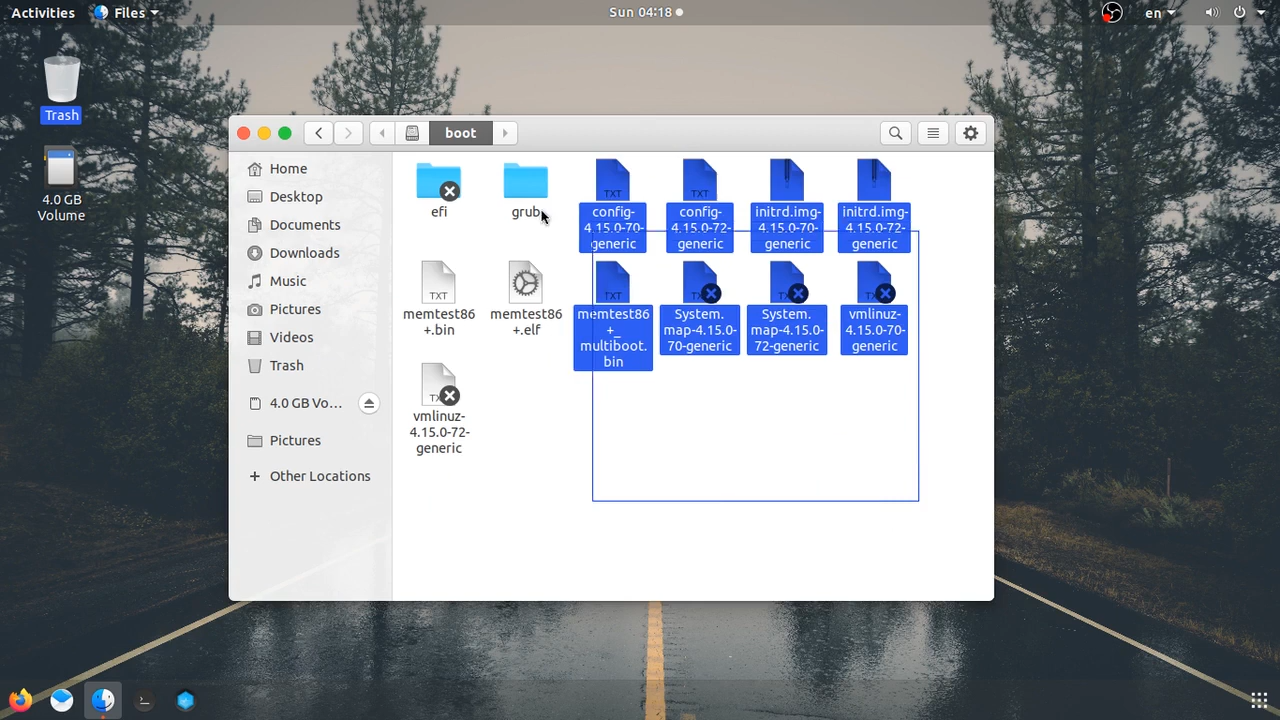 Activities
Files
Sun 04:18
en
Trash
4.0 GB
Volume
boot
Home
Desktop
Documents
Downloads
Music
Pictures
Videos
Trash
4.0 GB Vo…
Pictures
+ Other Locations
efi
grub
TXT
config-
4.15.0-70-
generic
TXT
config-
4.15.0-72-
generic
initrd.img-
4.15.0-70-
generic
initrd.img-
4.15.0-72-
generic
TXT
memtest86
+.bin
memtest86
+.elf
TXT
memtest86
+_
multiboot.
bin
TXT
System.
map-4.15.0-
70-generic
TXT
System.
map-4.15.0-
72-generic
TXT
vmlinuz-
4.15.0-70-
generic
TXT
vmlinuz-
4.15.0-72-
generic